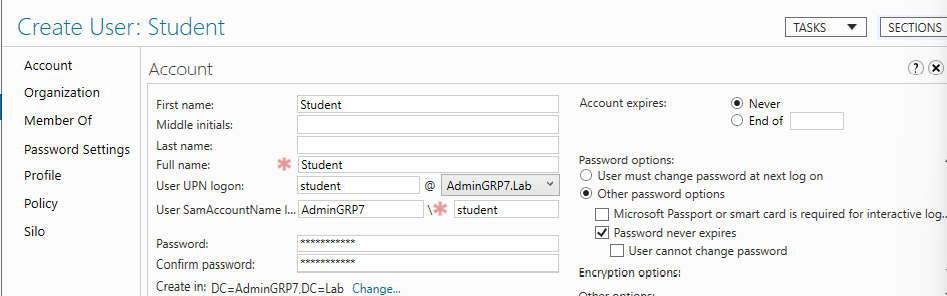 Create User: Student
TASKS
SECTIONS
Account
Organization
Member Of
Password Settings
Profile
Policy
Silo
Account
First name: Student
Middle initials:
Last name:
Full name: * Student
User UPN logon: student @ AdminGRP7.Lab
User SamAccountName l... AdminGRP7 \ * student
Password: ***********
Confirm password: ***********
Create in: DC=AdminGRP7,DC=Lab Change...
? 
Account expires: Never
End of
Password options:
User must change password at next log on
Other password options
Microsoft Passport or smart card is required for interactive log...
Password never expires
User cannot change password
Encryption options: